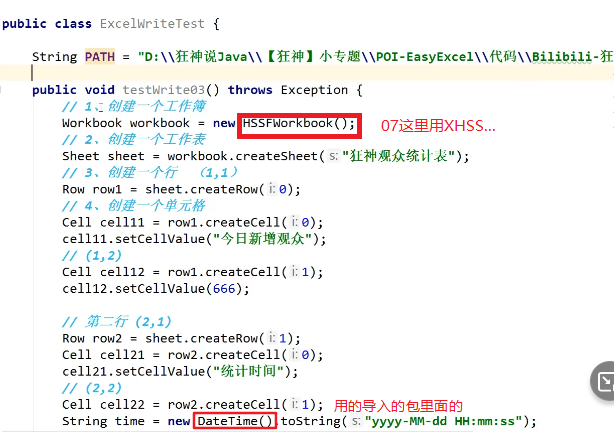 public class ExcelWriteTest {
String PATH = "D:\\狂神说Java\\【狂神】小专题\\POI-EasyExcel\\代码\\Bilibili-狂
public void testWrite03() throws Exception {
// 1、创建一个工作簿
Workbook workbook = new HSSFWorkbook(); 07这里用XHSS...
// 2、创建一个工作表
Sheet sheet = workbook.createSheet( s: "狂神观众统计表");
// 3、创建一个行 （1,1）
Row row1 = sheet.createRow( i: 0);
// 4、创建一个单元格
Cell cell11 = row1.createCell( i: 0);
cell11.setCellValue("今日新增观众");
// (1,2)
Cell cell12 = row1.createCell( i: 1);
cell12.setCellValue(666);
// 第二行 (2,1)
Row row2 = sheet.createRow( i: 1);
Cell cell21 = row2.createCell( i: 0);
cell21.setCellValue("统计时间");
// (2,2)
Cell cell22 = row2.createCell( i: 1); 用的导入的包里面的
String time = new DateTime().toString( s: "yyyy-MM-dd HH:mm:ss");